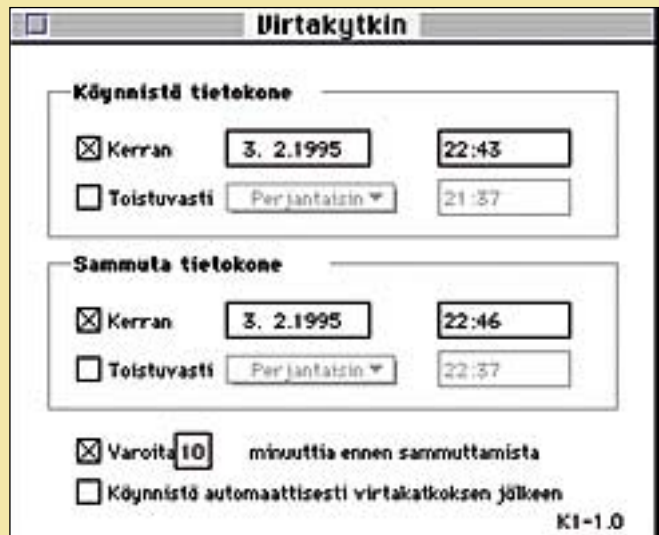 Virtakytkin
Käynnistä tietokone
Kerran 3. 2.1995 22:43
Toistuvasti Perjantaisin 21:37
Sammuta tietokone
Kerran 3. 2.1995 22:46
Toistuvasti Perjantaisin 22:37
Varoita 10 minuuttia ennen sammuttamista
Käynnistä automaattisesti virtakatkoksen jälkeen
K1-1.0